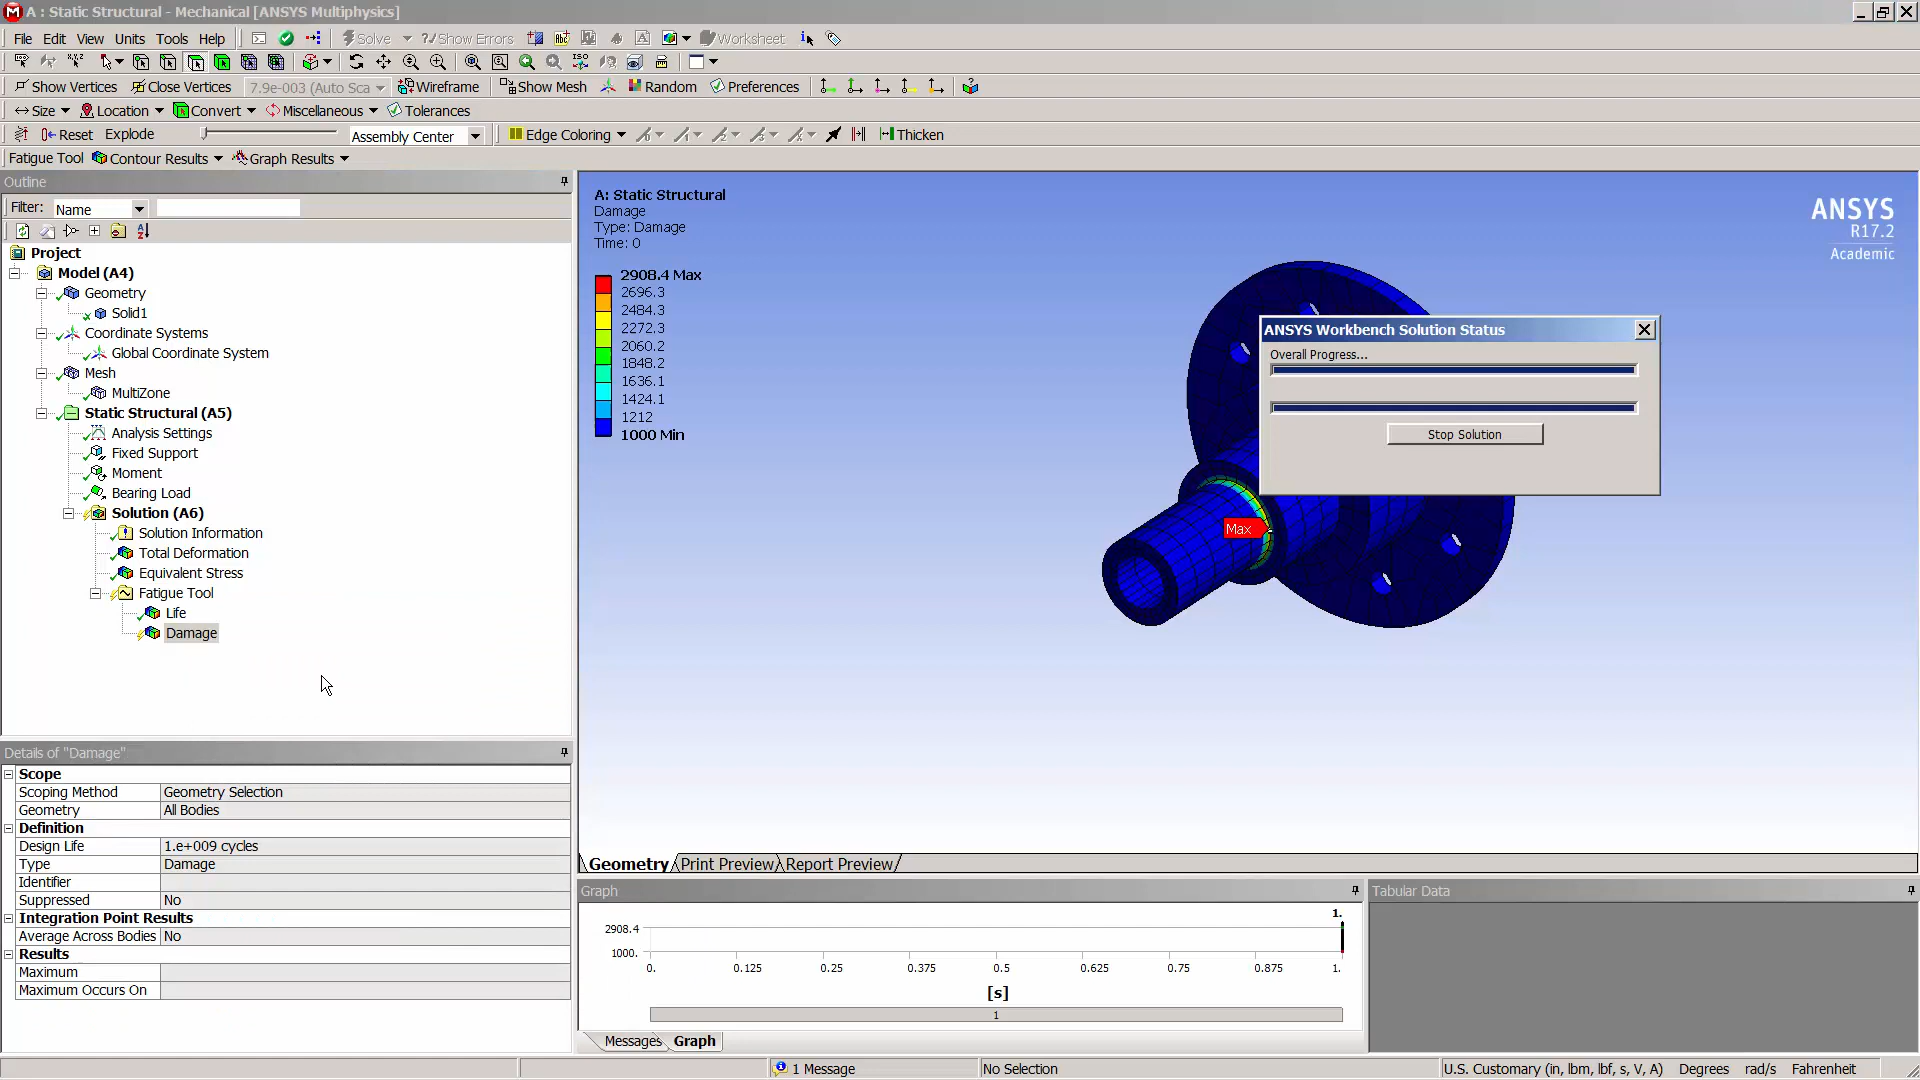 A : Static Structural - Mechanical [ANSYS Multiphysics]
File Edit View Units Tools Help Solve ?/Show Errors Worksheet
Show Vertices Close Vertices 7.9e-003 (Auto Sca Wireframe Show Mesh Random Preferences
Size Location Convert Miscellaneous Tolerances
Reset Explode Assembly Center Edge Coloring Thicken
Fatigue Tool Contour Results Graph Results
Outline
Filter: Name
Project
Model (A4)
Geometry
Solid1
Coordinate Systems
Global Coordinate System
Mesh
MultiZone
Static Structural (A5)
Analysis Settings
Fixed Support
Moment
Bearing Load
Solution (A6)
Solution Information
Total Deformation
Equivalent Stress
Fatigue Tool
Life
Damage
Details of "Damage"
Scope
Scoping Method Geometry Selection
Geometry All Bodies
Definition
Design Life 1.e+009 cycles
Type Damage
Identifier
Suppressed No
Integration Point Results
Average Across Bodies No
Results
Maximum
Maximum Occurs On
A: Static Structural
Damage
Type: Damage
Time: 0
2908.4 Max
2696.3
2484.3
2272.3
2060.2
1848.2
1636.1
1424.1
1212
1000 Min
ANSYS
R17.2
Academic
Max
ANSYS Workbench Solution Status
Overall Progress...
Stop Solution
Geometry Print Preview Report Preview
Graph
1.
2908.4
1000.
0. 0.125 0.25 0.375 0.5 0.625 0.75 0.875 1.
[s]
1
Messages Graph
Tabular Data
1 Message No Selection U.S. Customary (in, lbm, lbf, s, V, A) Degrees rad/s Fahrenheit